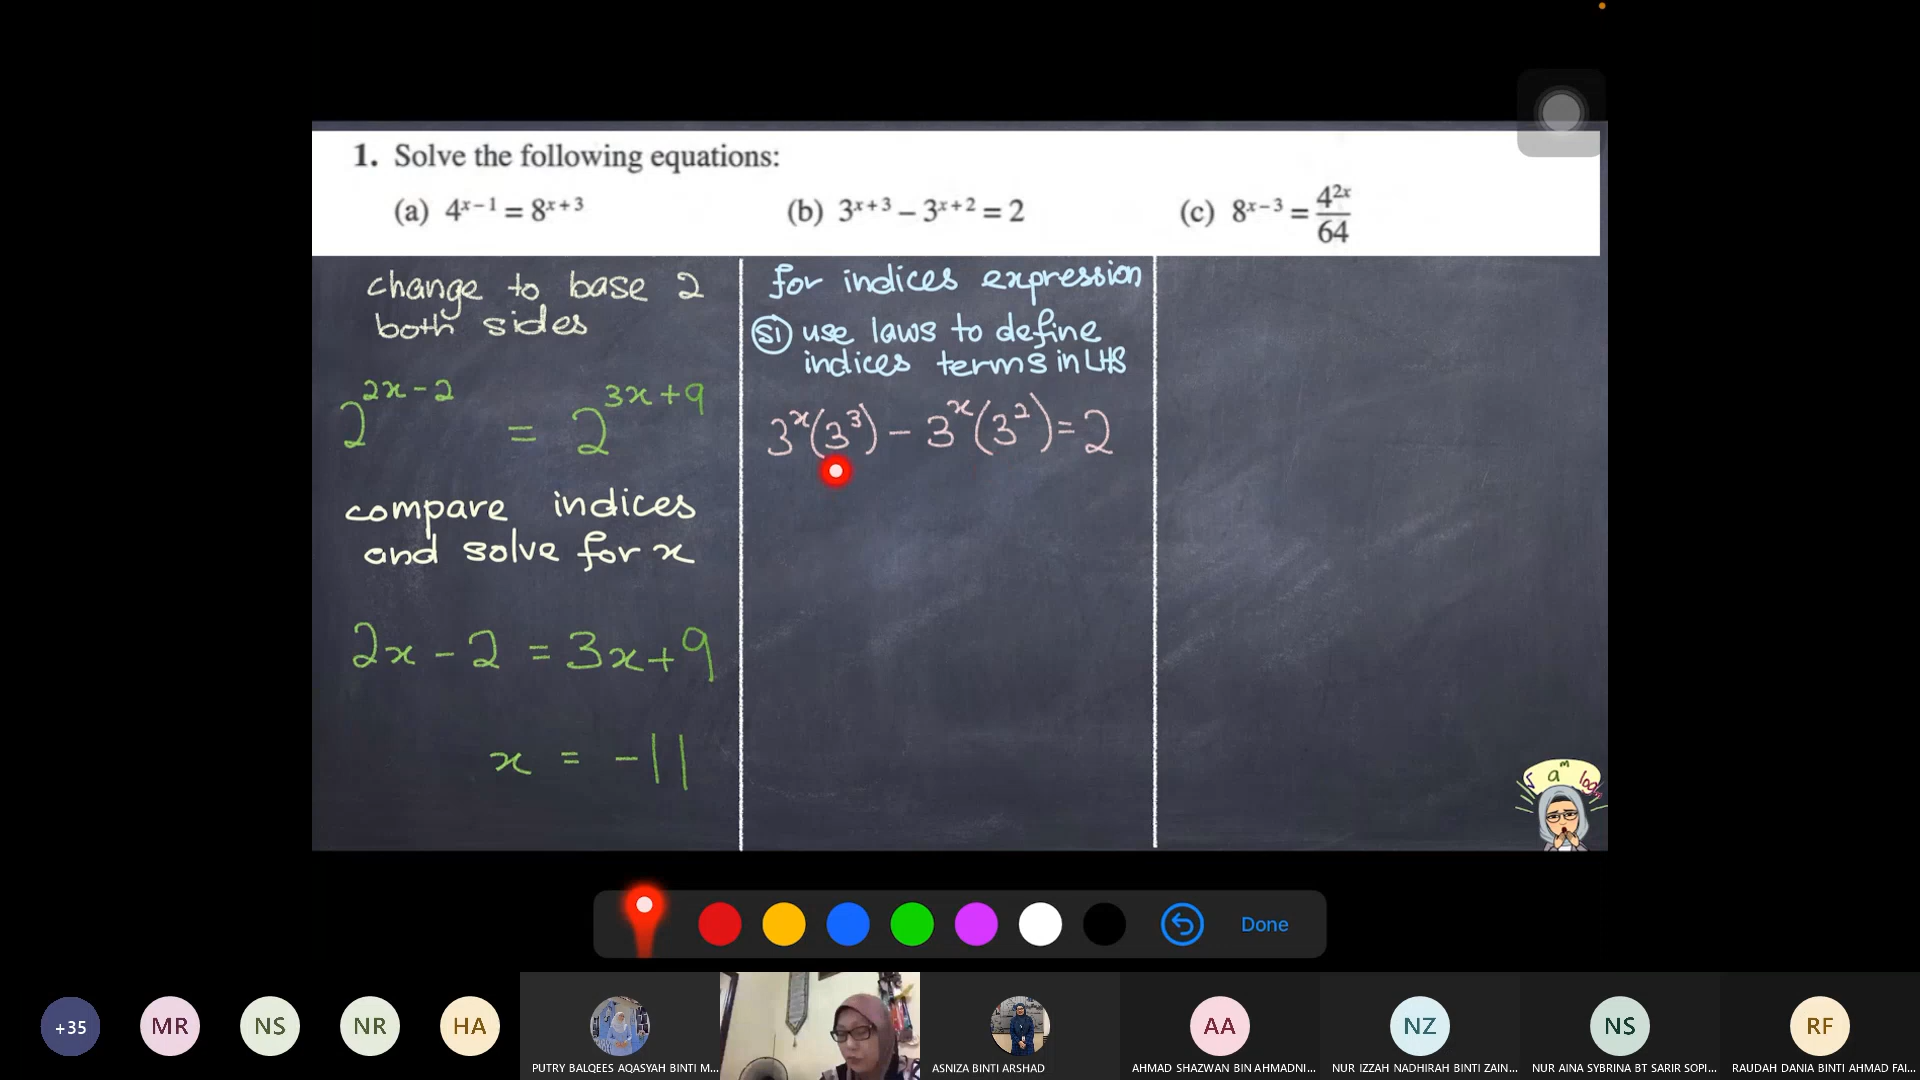 1. Solve the following equations:
(a) 4^{x-1} = 8^{x+3} (b) 3^{x+3} – 3^{x+2} = 2 (c) 8^{x-3} = \frac{4^{2x}}{64}
change to base 2
both sides
2^{2x-2} = 2^{3x+9}
compare indices
and solve for x
2x - 2 = 3x + 9
x = -11
for indices expression
S1 use laws to define
indices terms in LHS
3^x(3^3) - 3^x(3^2) = 2
a^m log
Done
+35
MR
NS
NR
HA
PUTRY BALQEES AQASYAH BINTI M...
ASNIZA BINTI ARSHAD
AA
AHMAD SHAZWAN BIN AHMADNI...
NZ
NUR IZZAH NADHIRAH BINTI ZAIN...
NS
NUR AINA SYBRINA BT SARIR SOPI...
RF
RAUDAH DANIA BINTI AHMAD FAI...